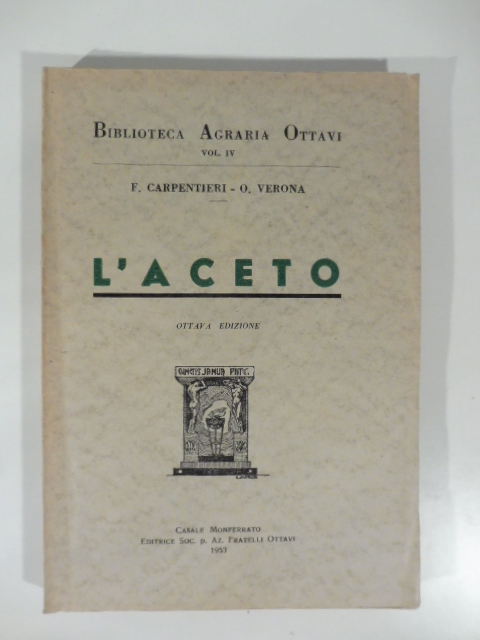 BIBLIOTECA AGRARIA OTTAVI
VOL. IV
F. CARPENTIERI - O. VERONA
L'ACETO
OTTAVA EDIZIONE
CASALE MONFERRATO
EDITRICE SOC. P. AZ. FRATELLI OTTAVI
1953